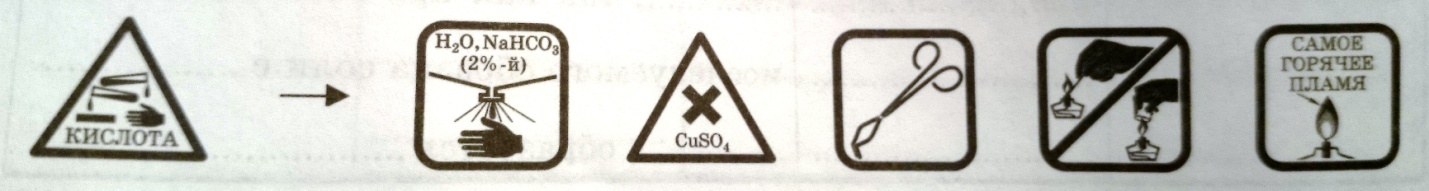 КИСЛОТА
H₂O, NaHCO₃
(2%-й)
CuSO₄
САМОЕ
ГОРЯЧЕЕ
ПЛАМЯ